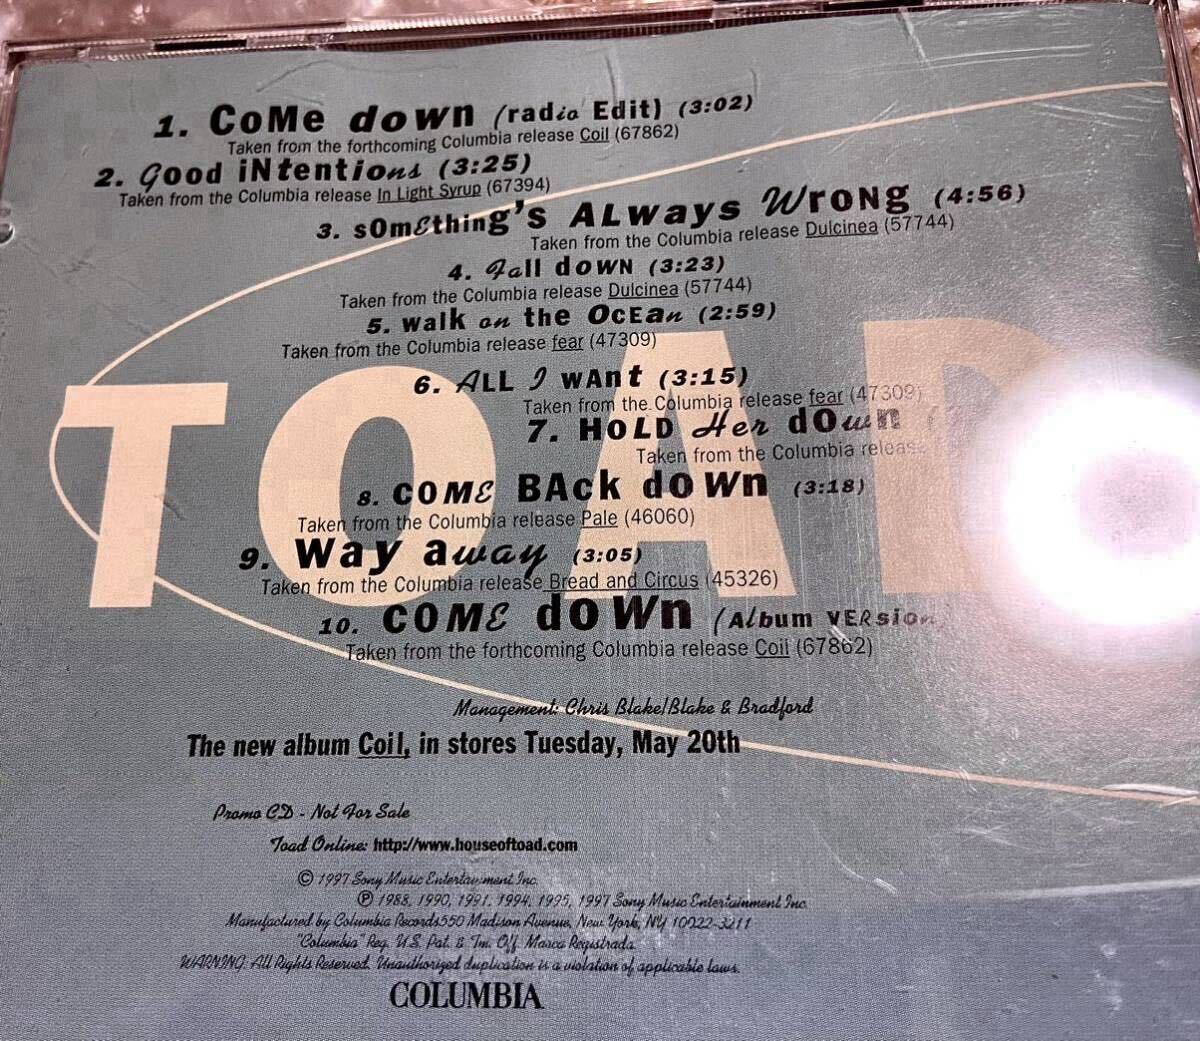 1. CoMe down (radio Edit) (3:02)
Taken from the forthcoming Columbia release Coil (67862)
2. Good iNtentions (3:25)
Taken from the Columbia release In Light Syrup (67394)
3. sOmEthing's ALways WroNg (4:56)
Taken from the Columbia release Dulcinea (57744)
4. Fall dowN (3:23)
Taken from the Columbia release Dulcinea (57744)
5. walk on the OcEan (2:59)
Taken from the Columbia release fear (47309)
6. ALL I wAnt (3:15)
Taken from the Columbia release fear (47309)
7. HOLD Her dOwn
Taken from the Columbia release
8. COME BAck doWn (3:18)
Taken from the Columbia release Pale (46060)
9. Way away (3:05)
Taken from the Columbia release Bread and Circus (45326)
10. COME doWn (Album VERsion)
Taken from the forthcoming Columbia release Coil (67862)
TOAD
Management: Chris Blake/Blake & Bradford
The new album Coil, in stores Tuesday, May 20th
Promo CD - Not For Sale
Toad Online: http://www.houseoftoad.com
© 1997 Sony Music Entertainment Inc.
℗ 1988, 1990, 1991, 1994, 1995, 1997 Sony Music Entertainment Inc.
Manufactured by Columbia Records550 Madison Avenue, New York, NY 10022-3211
"Columbia" Reg. U.S. Pat. & Tm. Off. Marca Registrada.
WARNING: All Rights Reserved. Unauthorized duplication is a violation of applicable laws.
COLUMBIA